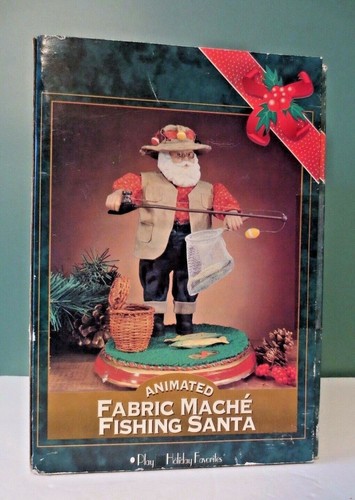 ANIMATED
FABRIC MACHÉ
FISHING SANTA
Play Holiday Favorites